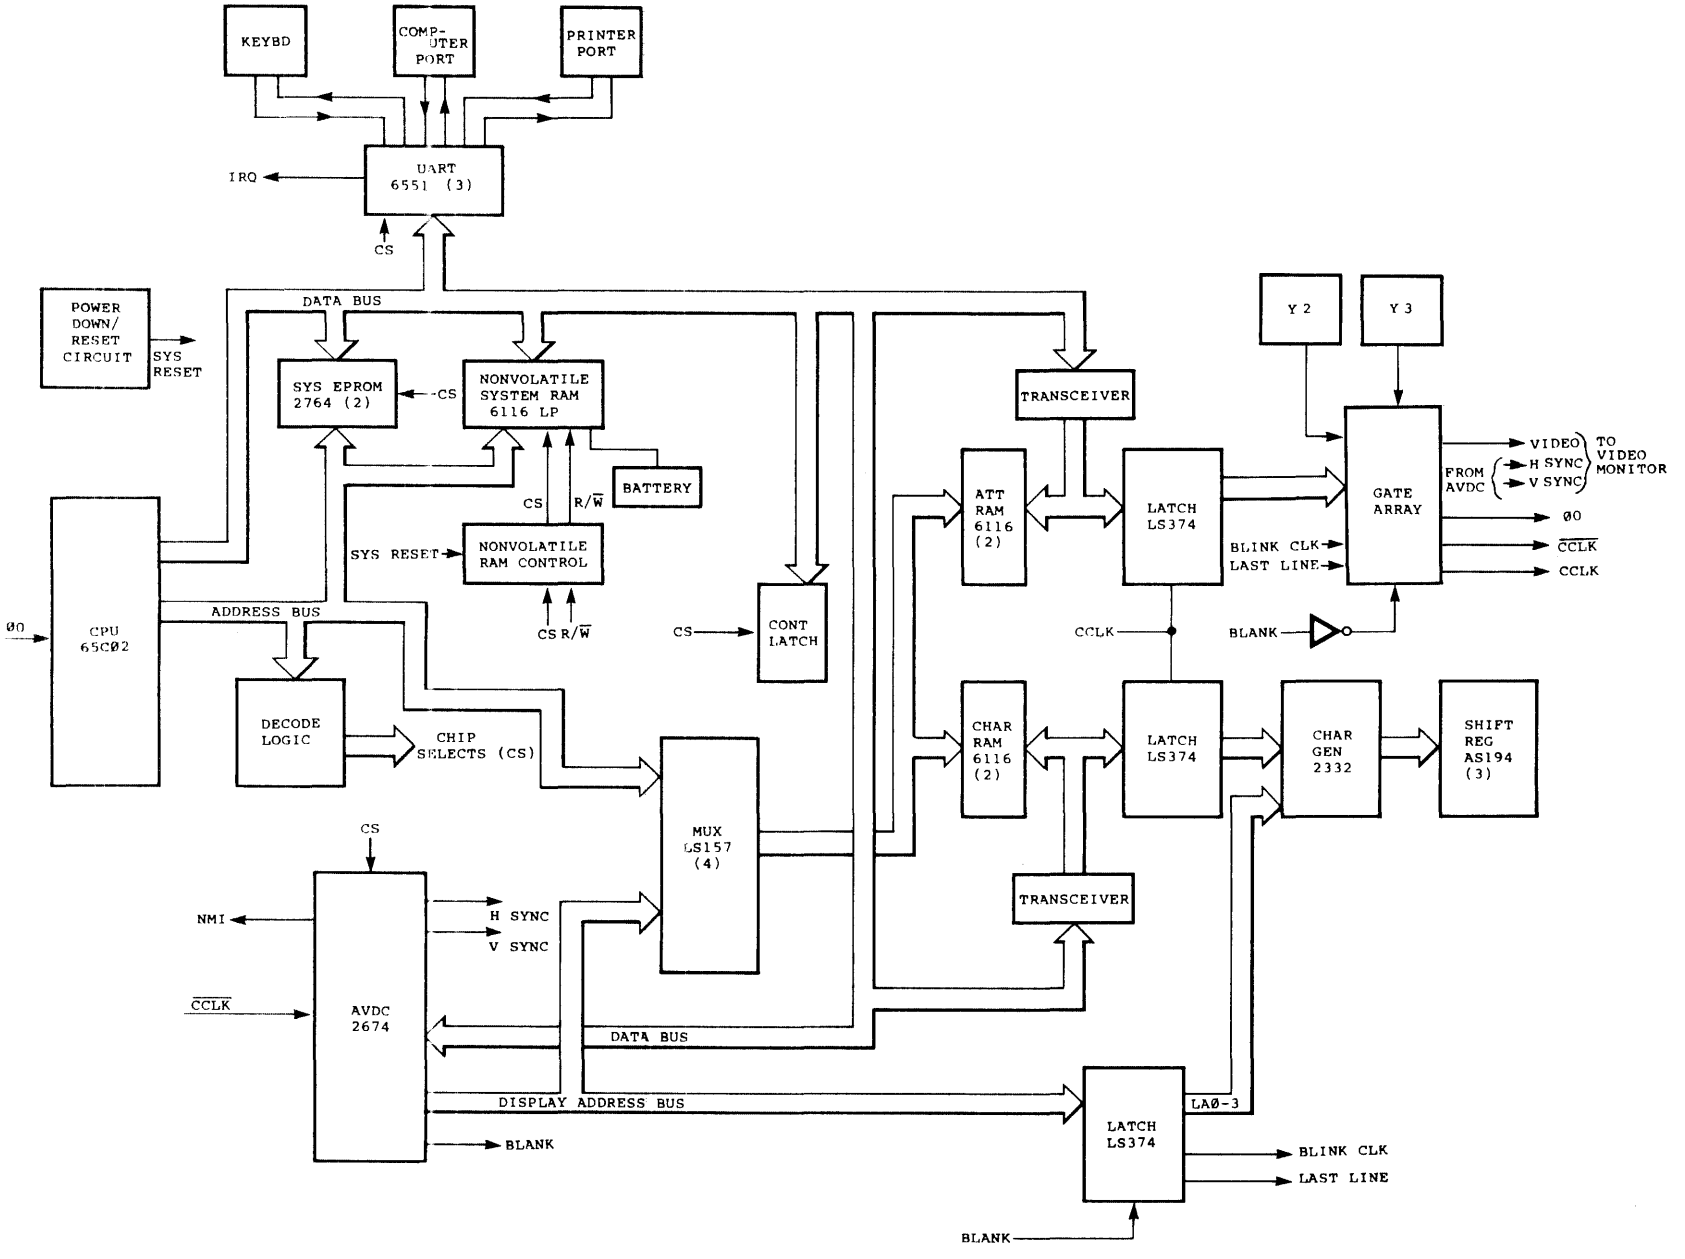 KEYBD
COMP-
UTER
PORT
PRINTER
PORT
IRQ
UART
6551 (3)
CS
POWER
DOWN/
RESET
CIRCUIT
SYS
RESET
DATA BUS
SYS EPROM
2764 (2)
CS
NONVOLATILE
SYSTEM RAM
6116 LP
BATTERY
CS
R/W̅
SYS RESET
NONVOLATILE
RAM CONTROL
CS R/W̅
TRANSCEIVER
Y2
Y3
ATT
RAM
6116
(2)
LATCH
LS374
GATE
ARRAY
VIDEO
H SYNC
V SYNC
FROM
AVDC
TO
VIDEO
MONITOR
BLINK CLK
LAST LINE
Ø0
C̅C̅L̅K̅
CCLK
BLANK
CCLK
Ø0
CPU
65C02
ADDRESS BUS
CS
CONT
LATCH
DECODE
LOGIC
CHIP
SELECTS (CS)
CHAR
RAM
6116
(2)
LATCH
LS374
CHAR
GEN
2332
SHIFT
REG
AS194
(3)
MUX
LS157
(4)
CS
NMI
H SYNC
V SYNC
C̅C̅L̅K̅
AVDC
2674
TRANSCEIVER
DATA BUS
DISPLAY ADDRESS BUS
BLANK
LATCH
LS374
LA0-3
BLINK CLK
LAST LINE
BLANK